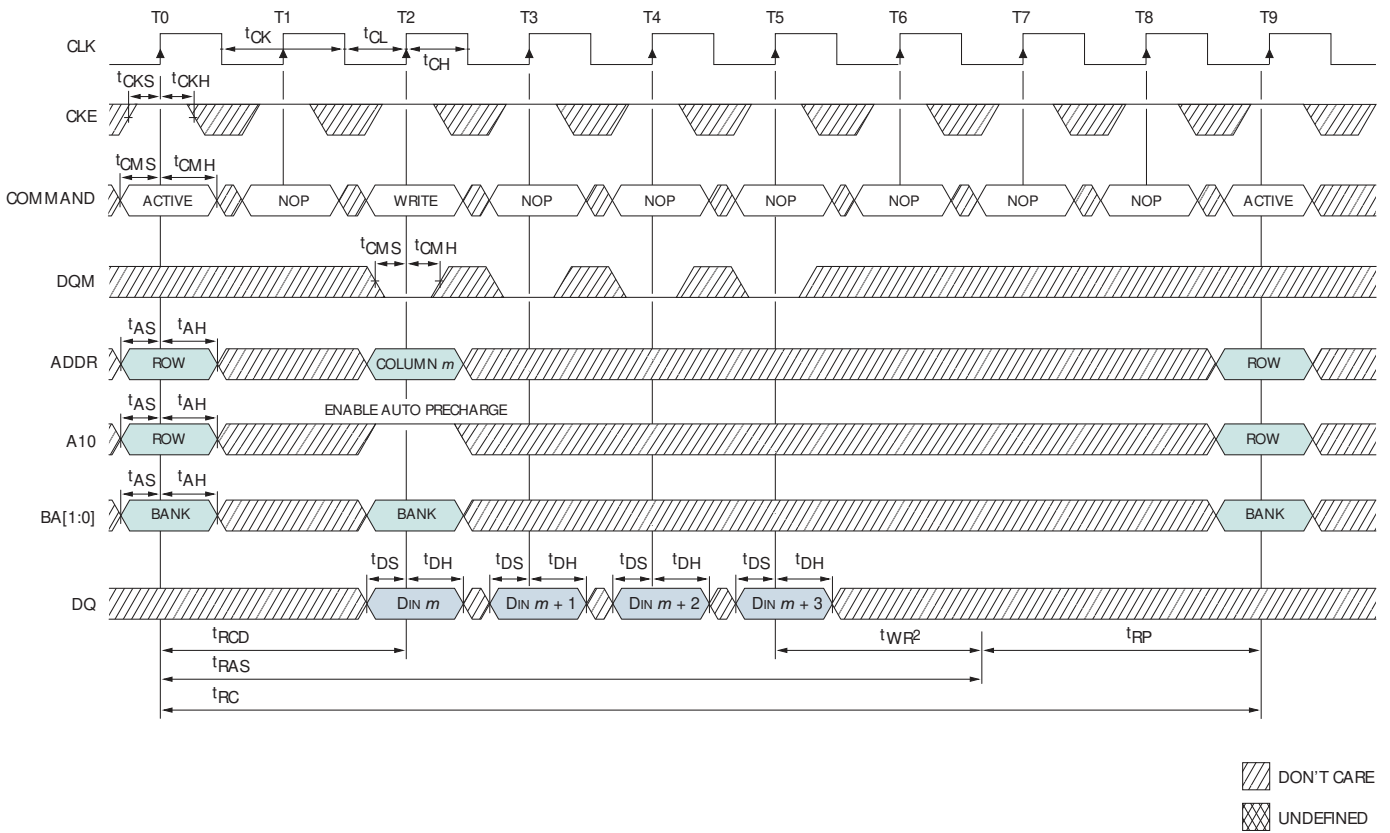 T0 T1 T2 T3 T4 T5 T6 T7 T8 T9
CLK tCK tCL tCH
tCKS tCKH
CKE
tCMS tCMH
COMMAND ACTIVE NOP WRITE NOP NOP NOP NOP NOP NOP ACTIVE
tCMS tCMH
DQM
tAS tAH
ADDR ROW COLUMN m ROW
tAS tAH ENABLE AUTO PRECHARGE
A10 ROW ROW
tAS tAH
BA[1:0] BANK BANK BANK
tDS tDH tDS tDH tDS tDH tDS tDH
DQ DIN m DIN m + 1 DIN m + 2 DIN m + 3
tRCD tWR2 tRP
tRAS
tRC
DON'T CARE
UNDEFINED